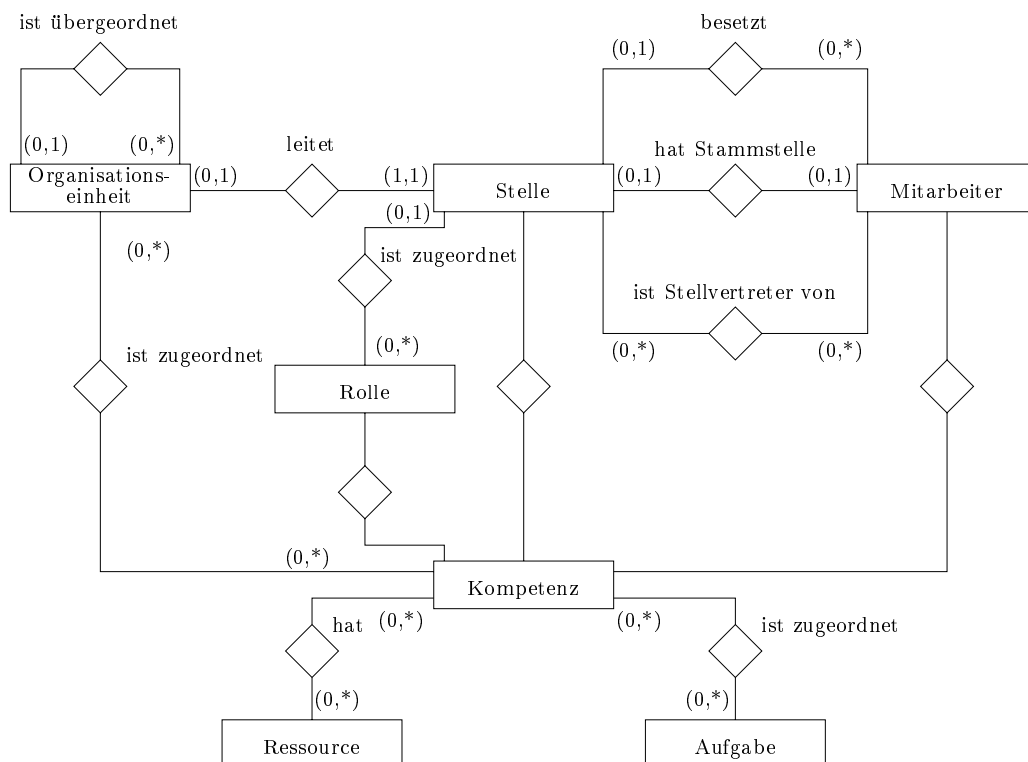 ist übergeordnet
besetzt
(0,1)
(0,*)
(0,1)
(0,*)
leitet
hat Stammstelle
Organisations-
einheit
(0,1)
(1,1)
Stelle
(0,1)
(0,1)
Mitarbeiter
(0,1)
(0,*)
ist zugeordnet
ist Stellvertreter von
(0,*)
(0,*)
(0,*)
ist zugeordnet
Rolle
(0,*)
Kompetenz
(0,*)
(0,*)
hat
ist zugeordnet
(0,*)
(0,*)
Ressource
Aufgabe